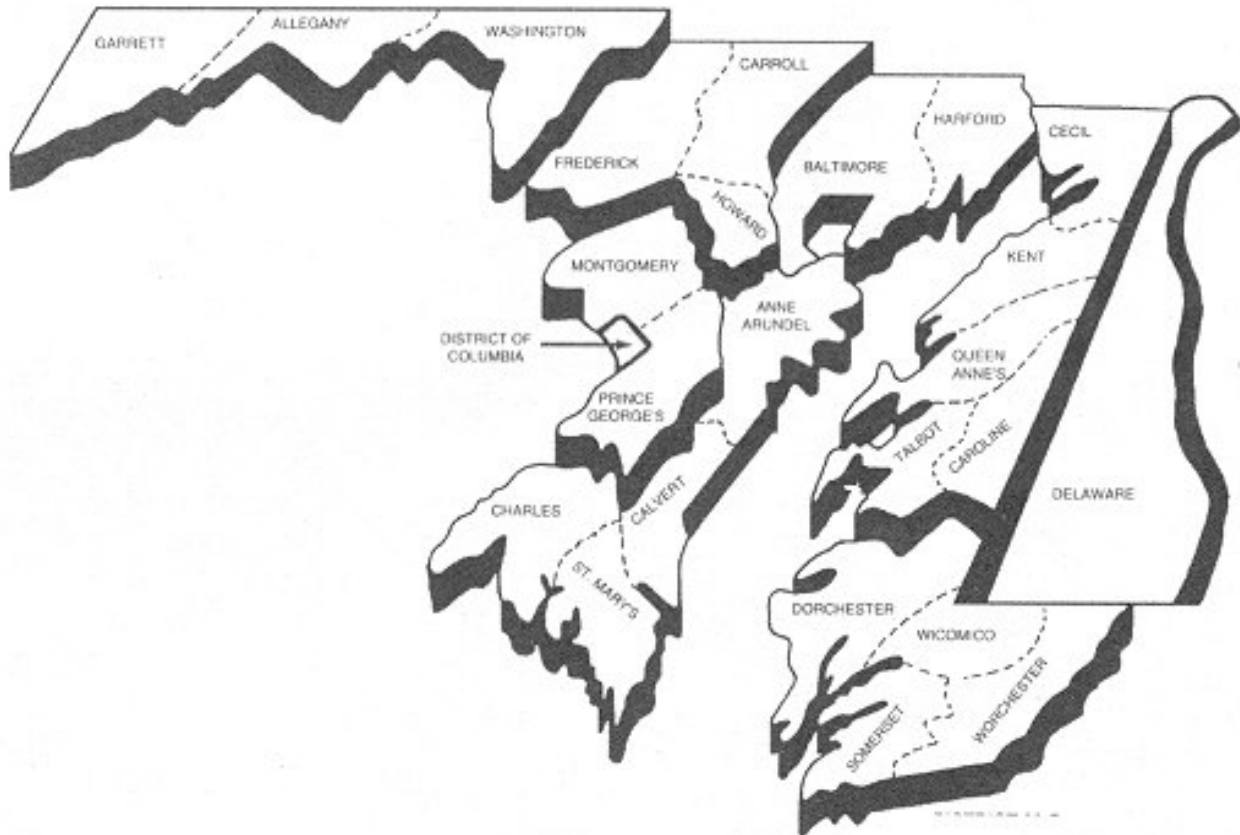 GARRETT
ALLEGANY
WASHINGTON
CARROLL
FREDERICK
HOWARD
BALTIMORE
HARFORD
CECIL
MONTGOMERY
KENT
ANNE
ARUNDEL
DISTRICT OF
COLUMBIA
PRINCE
GEORGE'S
QUEEN
ANNE'S
TALBOT
CAROLINE
CHARLES
CALVERT
ST. MARY'S
DELAWARE
DORCHESTER
WICOMICO
SOMERSET
WORCHESTER